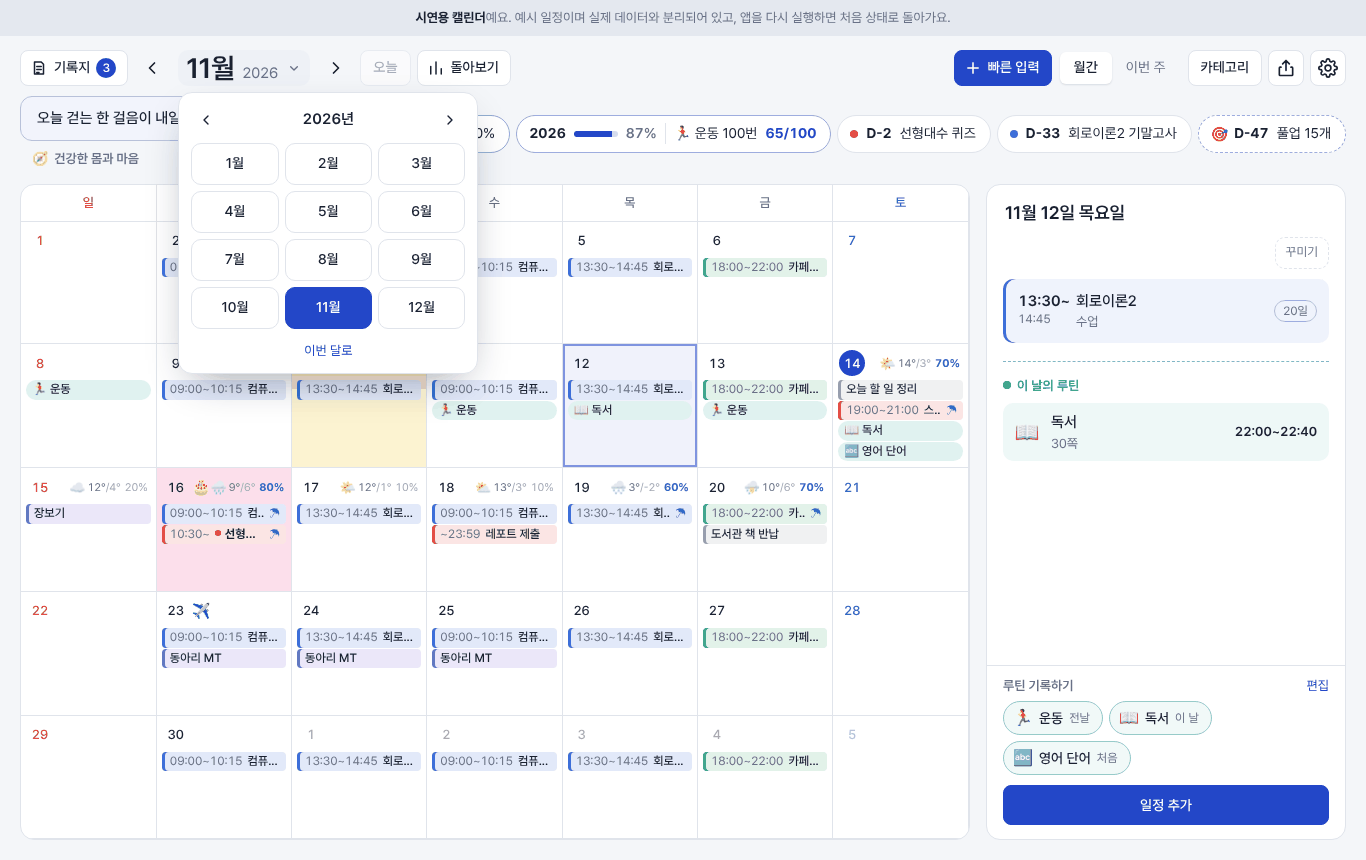 시연용 캘린더예요. 예시 일정이며 실제 데이터와 분리되어 있고, 앱을 다시 실행하면 처음 상태로 돌아가요.
기록지 3
11월 2026
오늘
돌아보기
빠른 입력
월간
이번 주
카테고리
오늘 걷는 한 걸음이 내일
0%
2026 87% 운동 100번 65/100
D-2 선형대수 퀴즈
D-33 회로이론2 기말고사
D-47 풀업 15개
건강한 몸과 마음
2026년
1월 2월 3월
4월 5월 6월
7월 8월 9월
10월 11월 12월
이번 달로
일 수 목 금 토
1 2 5 6 7
10:15 컴퓨...
13:30~14:45 회로...
18:00~22:00 카페...
8 9 12 13 14 14°/3° 70%
운동
09:00~10:15 컴퓨...
13:30~14:45 회로...
09:00~10:15 컴퓨...
운동
13:30~14:45 회로...
독서
18:00~22:00 카페...
운동
오늘 할 일 정리
19:00~21:00 스..
독서
abc 영어 단어
15 12°/4° 20%
장보기
16 9°/6° 80%
09:00~10:15 컴..
10:30~ 선형...
17 12°/1° 10%
13:30~14:45 회로...
18 13°/3° 10%
09:00~10:15 컴퓨...
~23:59 레포트 제출
19 3°/-2° 60%
13:30~14:45 회..
20 10°/6° 70%
18:00~22:00 카..
도서관 책 반납
21
22
23
09:00~10:15 컴퓨...
동아리 MT
24
13:30~14:45 회로...
동아리 MT
25
09:00~10:15 컴퓨...
동아리 MT
26
13:30~14:45 회로...
27
18:00~22:00 카페...
28
29
30
09:00~10:15 컴퓨...
1
13:30~14:45 회로...
2
09:00~10:15 컴퓨...
3
13:30~14:45 회로...
4
18:00~22:00 카페...
5
11월 12일 목요일
꾸미기
13:30~ 회로이론2
14:45 수업
20일
이 날의 루틴
독서
30쪽
22:00~22:40
루틴 기록하기 편집
운동 전날
독서 이 날
abc 영어 단어 처음
일정 추가